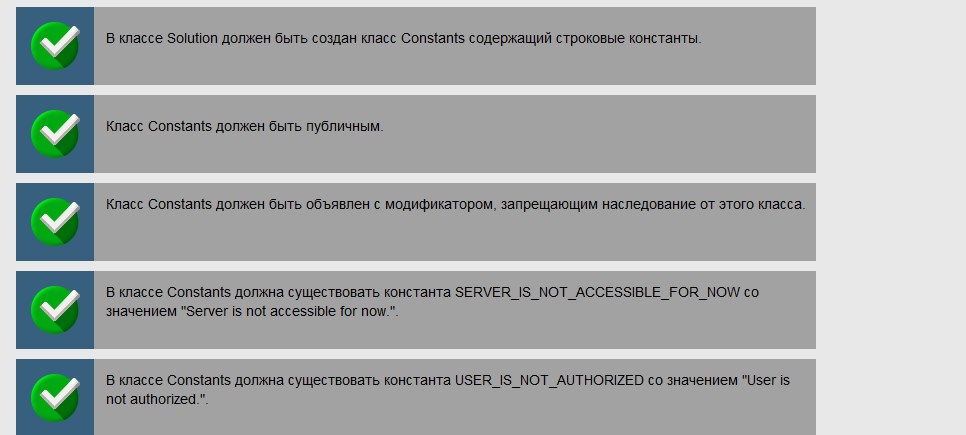 В классе Solution должен быть создан класс Constants содержащий строковые константы.
Класс Constants должен быть публичным.
Класс Constants должен быть объявлен с модификатором, запрещающим наследование от этого класса.
В классе Constants должна существовать константа SERVER_IS_NOT_ACCESSIBLE_FOR_NOW со
значением "Server is not accessible for now.".
В классе Constants должна существовать константа USER_IS_NOT_AUTHORIZED со значением "User is
not authorized.".